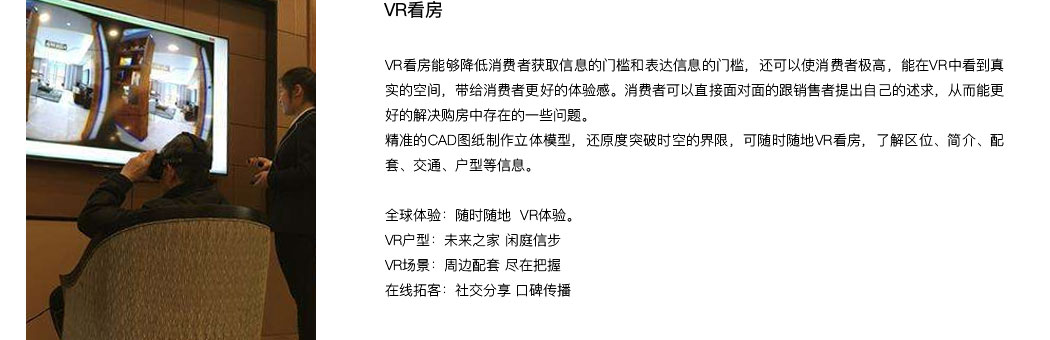 VR看房
VR看房能够降低消费者获取信息的门槛和表达信息的门槛，还可以使消费者极高，能在VR中看到真
实的空间，带给消费者更好的体验感。消费者可以直接面对面的跟销售者提出自己的述求，从而能更
好的解决购房中存在的一些问题。
精准的CAD图纸制作立体模型，还原度突破时空的界限，可随时随地VR看房，了解区位、简介、配
套、交通、户型等信息。
全球体验：随时随地 VR体验。
VR户型：未来之家 闲庭信步
VR场景：周边配套 尽在把握
在线拓客：社交分享 口碑传播